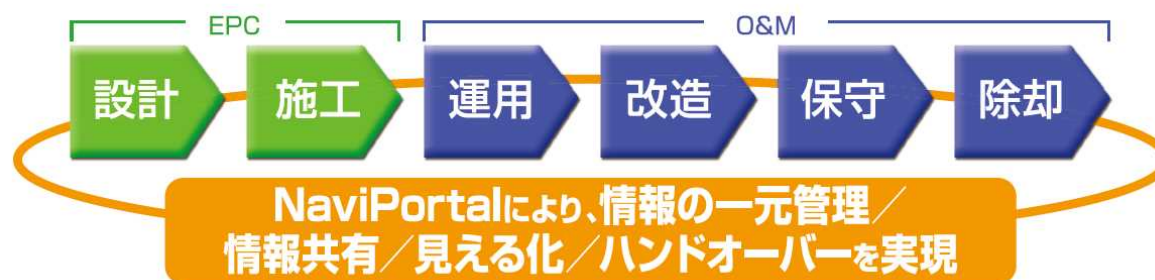 EPC O&M
設計 施工 運用 改造 保守 除却
NaviPortalにより、情報の一元管理／
情報共有／見える化／ハンドオーバーを実現